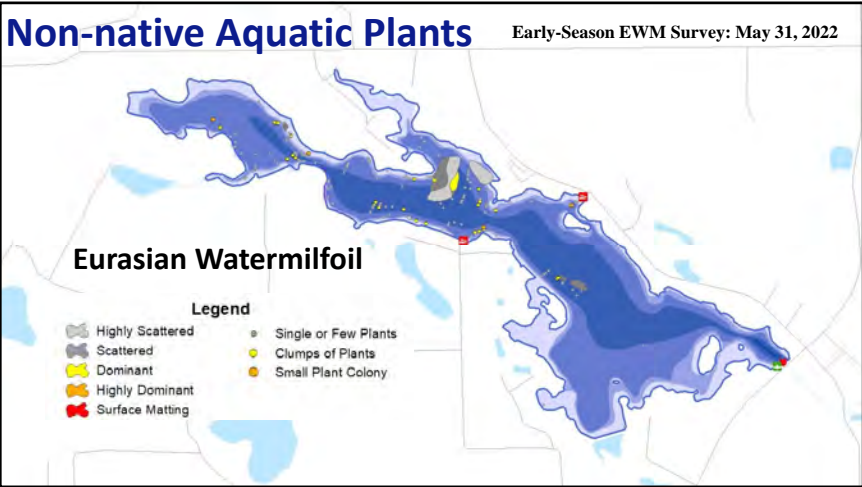 Non-native Aquatic Plants
Early-Season EWM Survey: May 31, 2022
Eurasian Watermilfoil
Legend
Highly Scattered
Scattered
Dominant
Highly Dominant
Surface Matting
Single or Few Plants
Clumps of Plants
Small Plant Colony